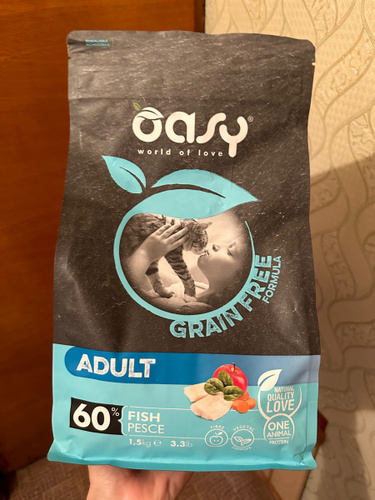 oasy®
world of love
GRAIN FREE
FORMULA
ADULT
60%
FISH
PESCE
1.5kg ℮ 3.3lb
NATURAL
QUALITY
LOVE
ONE
ANIMAL
PROTEIN